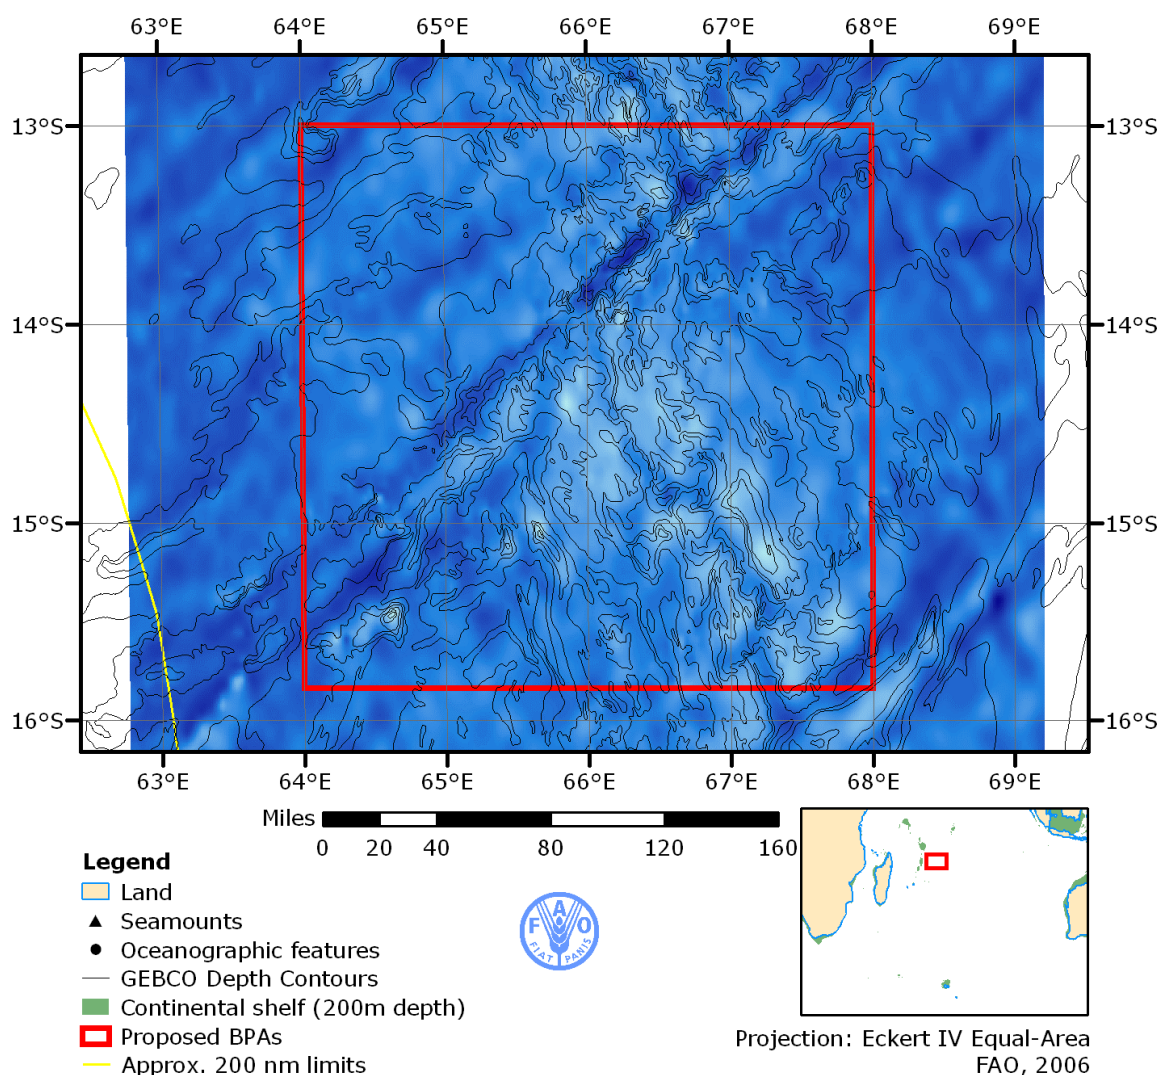 63°E 64°E 65°E 66°E 67°E 68°E 69°E
13°S 13°S
14°S 14°S
15°S 15°S
16°S 16°S
63°E 64°E 65°E 66°E 67°E 68°E 69°E
Miles
0 20 40 80 120 160
Legend
Land
Seamounts
Oceanographic features
GEBCO Depth Contours
Continental shelf (200m depth)
Proposed BPAs
Approx. 200 nm limits
F A O
FIAT PANIS
Projection: Eckert IV Equal-Area
FAO, 2006